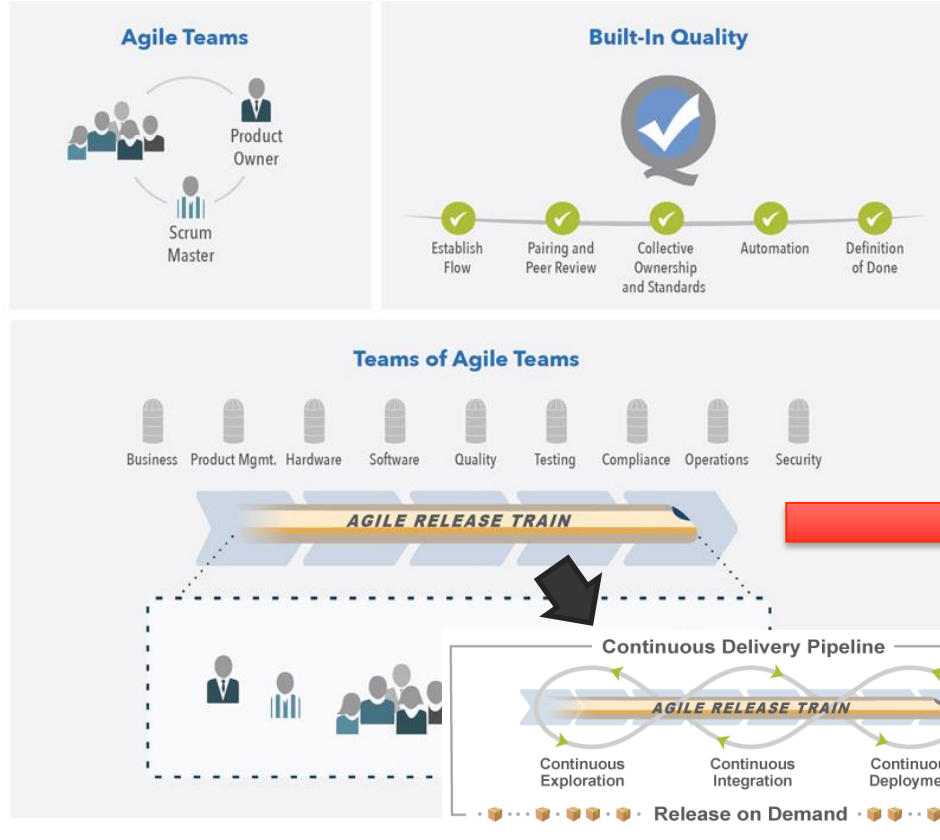 Agile Teams
Product
Owner
Scrum
Master
Built-In Quality
Establish
Flow
Pairing and
Peer Review
Collective
Ownership
and Standards
Automation
Definition
of Done
Teams of Agile Teams
Business Product Mgmt. Hardware Software Quality Testing Compliance Operations Security
AGILE RELEASE TRAIN
Continuous Delivery Pipeline
AGILE RELEASE TRAIN
Continuous
Exploration
Continuous
Integration
Continuou
Deployme
Release on Demand